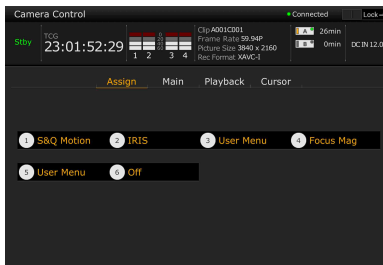 Camera Control
Connected
Lock
Stby
TCG
23:01:52:29
1 2 3 4
Clip A001C001
Frame Rate 59.94P
Picture Size 3840 x 2160
Rec Format XAVC-I
A 26min
B 0min
DC IN 12.0
Assign Main Playback Cursor
1 S&Q Motion 2 IRIS 3 User Menu 4 Focus Mag
5 User Menu 6 Off